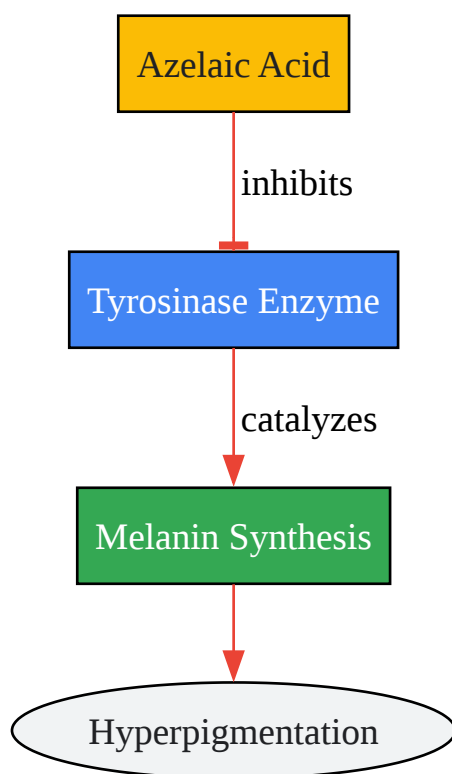 Azelaic Acid
inhibits
Tyrosinase Enzyme
catalyzes
Melanin Synthesis
Hyperpigmentation